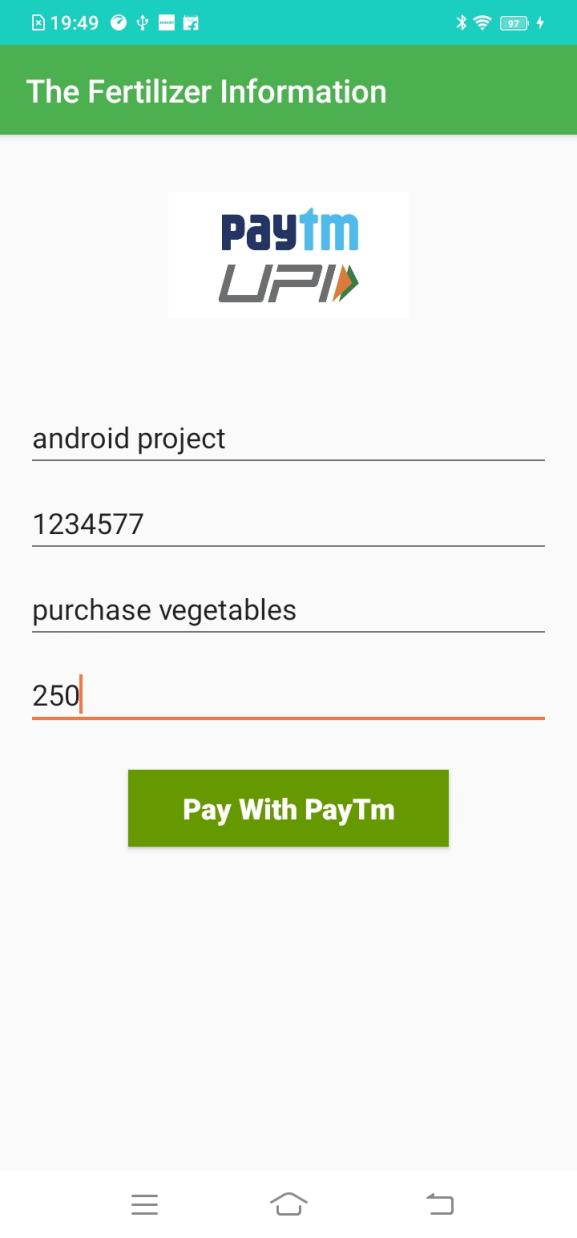 19:49
97
The Fertilizer Information
paytm
UPI
android project
1234577
purchase vegetables
250
Pay With PayTm